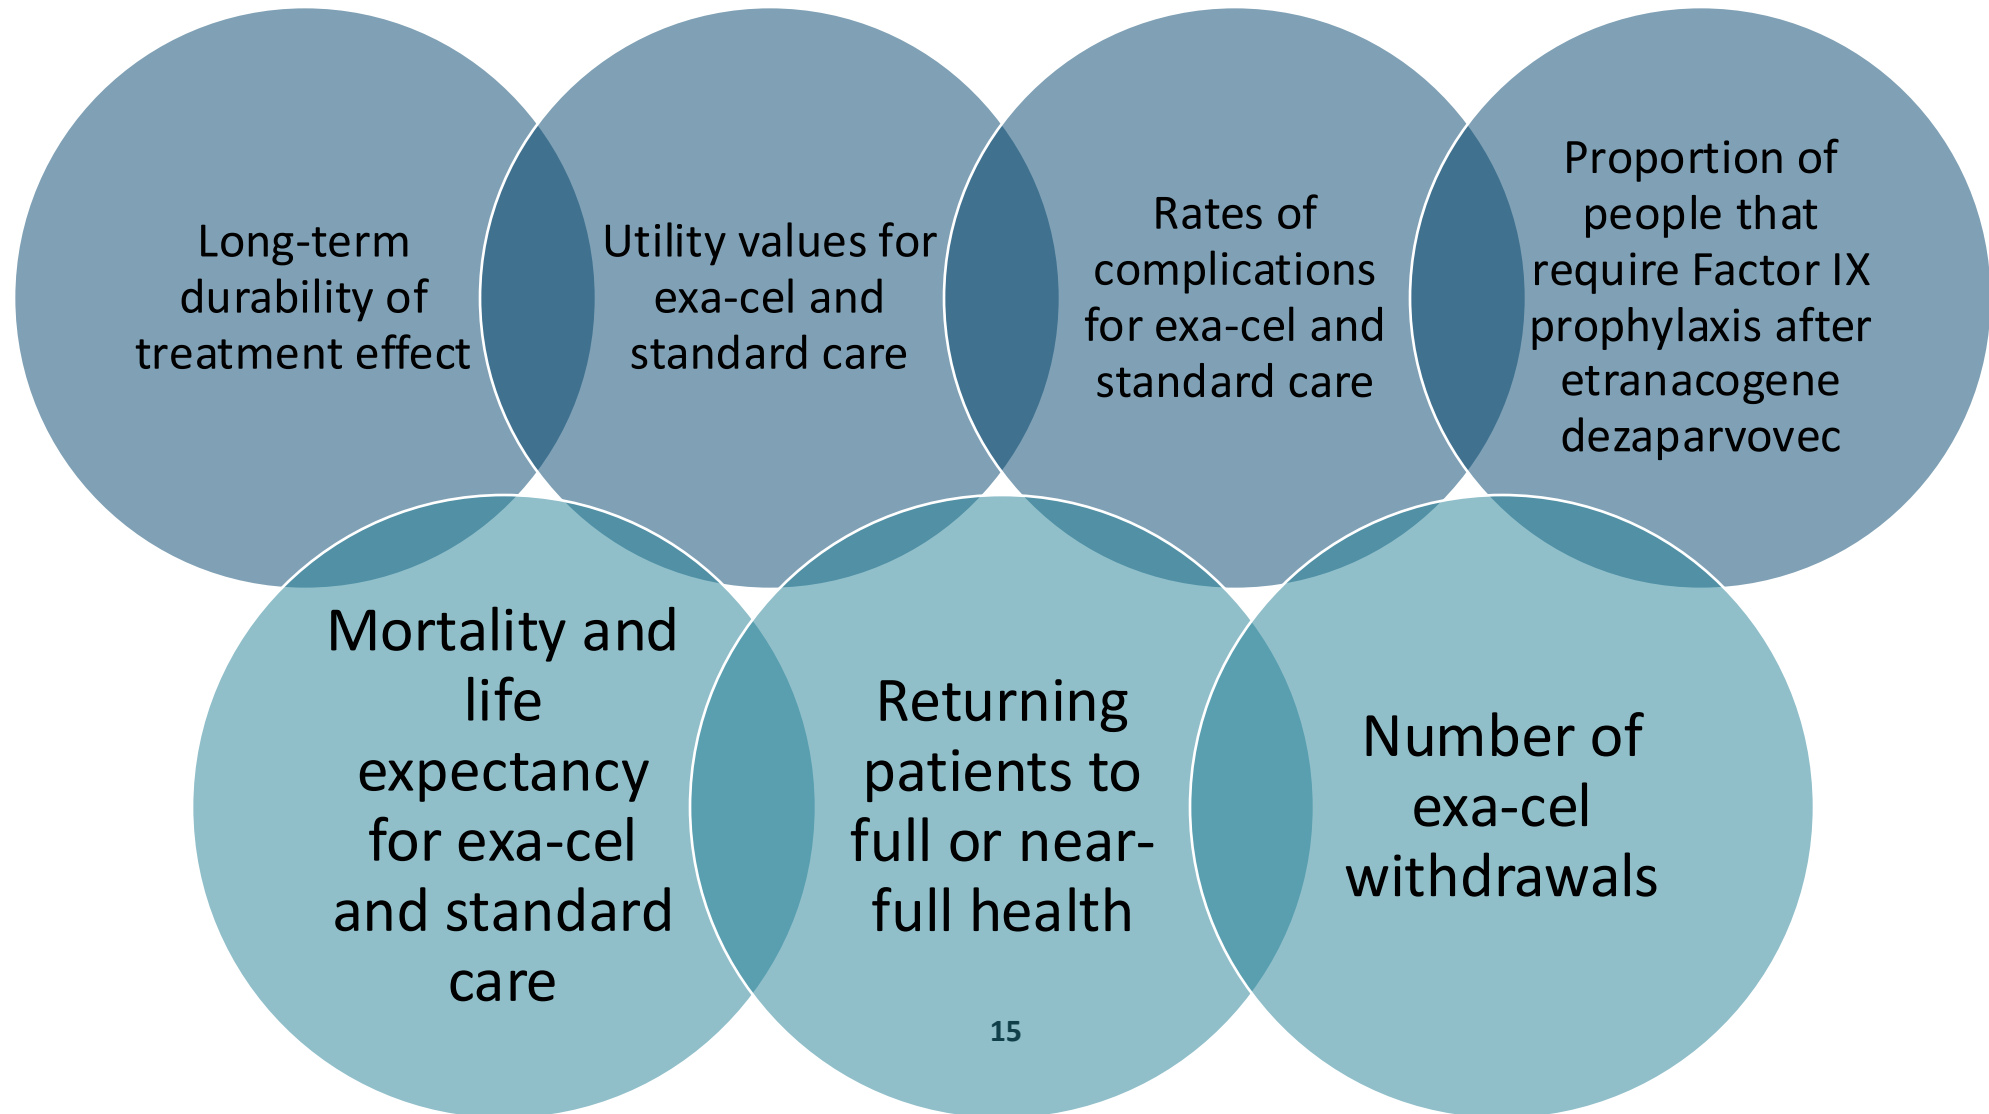 Long-term
durability of
treatment effect
Utility values for
exa-cel and
standard care
Rates of
complications
for exa-cel and
standard care
Proportion of
people that
require Factor IX
prophylaxis after
etranacogene
dezaparvovec
Mortality and
life
expectancy
for exa-cel
and standard
care
Returning
patients to
full or near-
full health
Number of
exa-cel
withdrawals
15